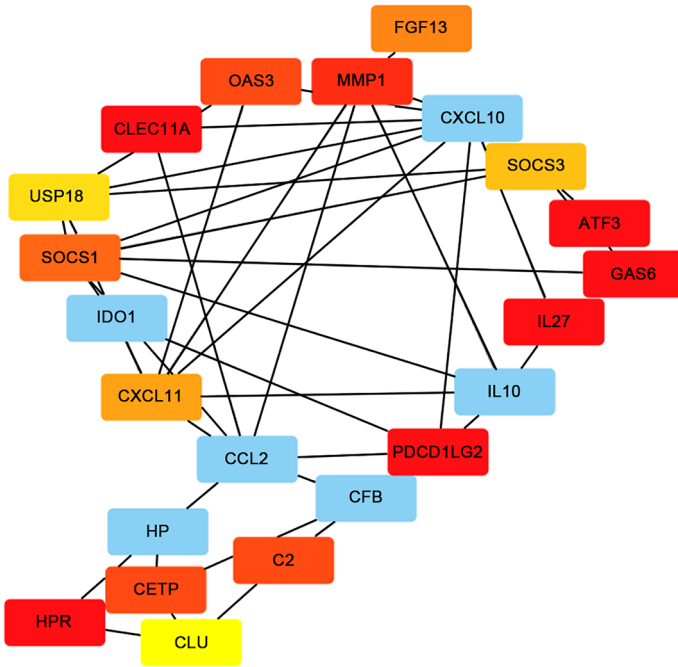 FGF13
OAS3
MMP1
CXCL10
CLEC11A
SOCS3
USP18
ATF3
SOCS1
GAS6
IDO1
IL27
CXCL11
IL10
CCL2
PDCD1LG2
CFB
HP
C2
CETP
HPR
CLU